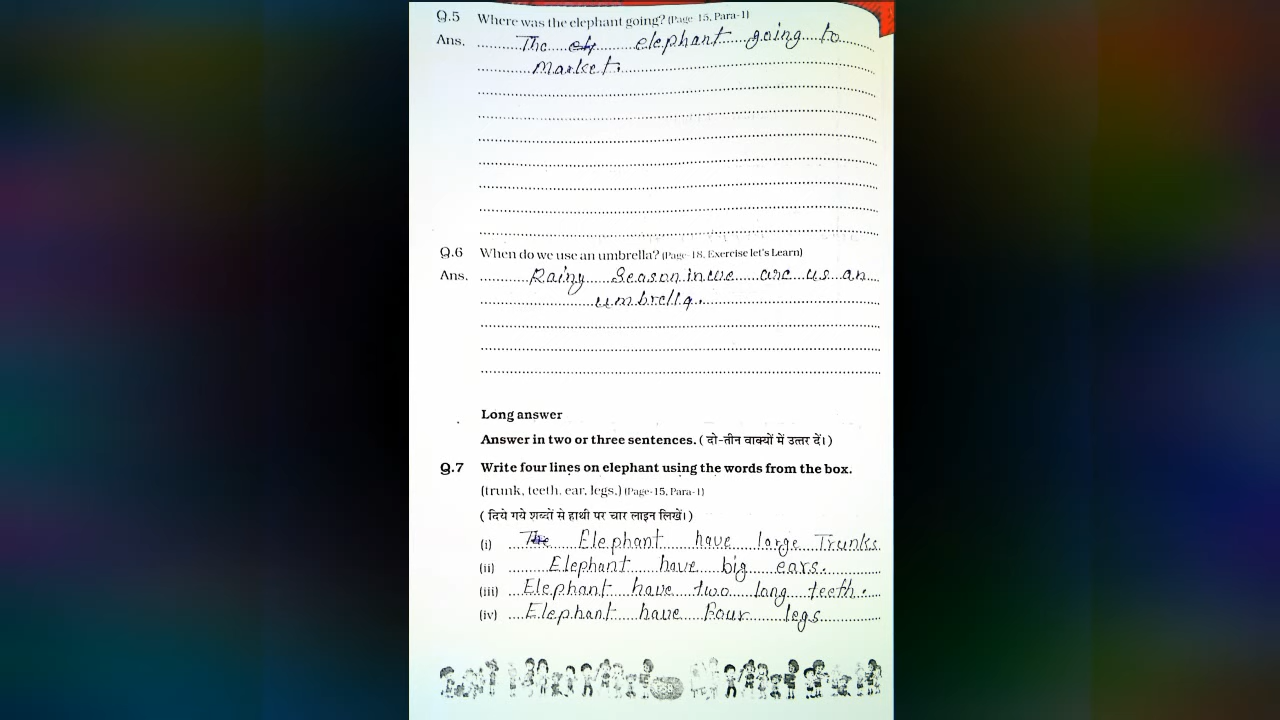 Q.5 Where was the elephant going? (Page-15, Para-1)
Ans. The elephant going to
market.
Q.6 When do we use an umbrella? (Page-18, Exercise let's Learn)
Ans. Rainy Season in we are us an
umbrella.
Long answer
Answer in two or three sentences. ( दो-तीन वाक्यों में उत्तर दें। )
Q.7 Write four lines on elephant using the words from the box.
(trunk, teeth, ear, legs.) (Page-15, Para-1)
( दिये गये शब्दों से हाथी पर चार लाइन लिखें। )
(i) The Elephant have large Trunks
(ii) Elephant have big ears.
(iii) Elephant have two long teeth.
(iv) Elephant have Four legs